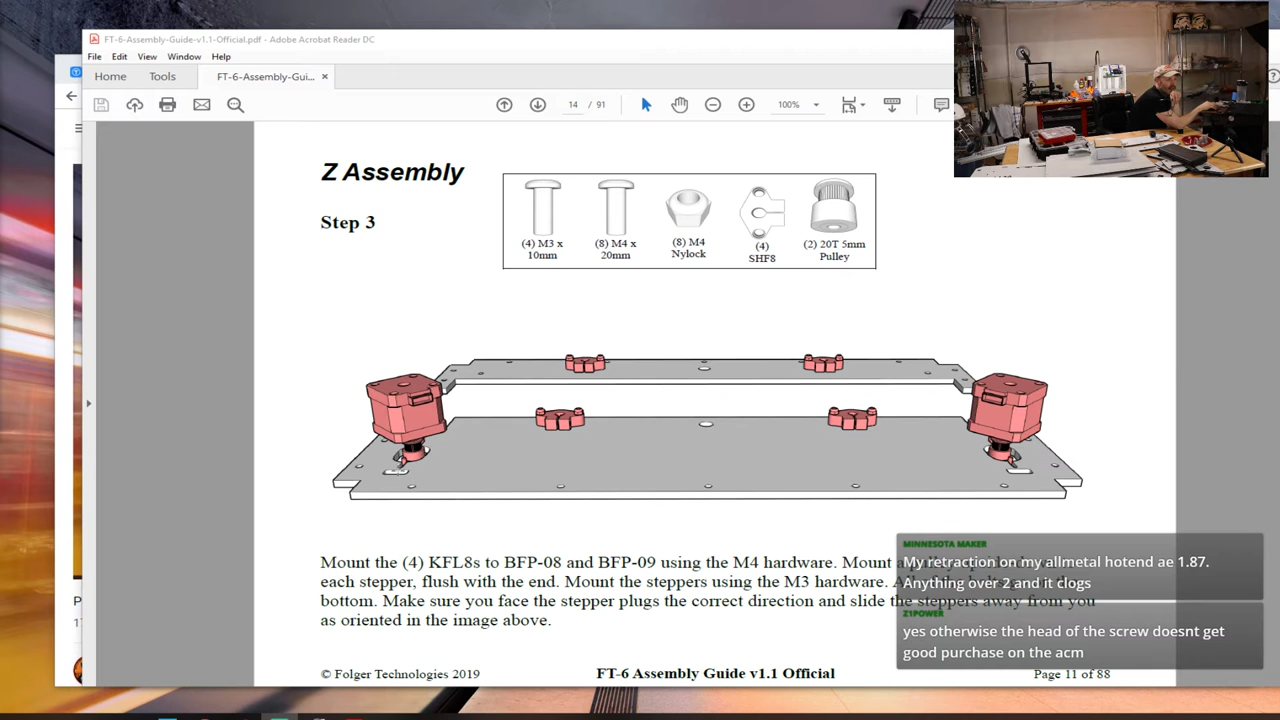 FT-6-Assembly-Guide-v1.1-Official.pdf - Adobe Acrobat Reader DC
File Edit View Window Help
Home Tools FT-6-Assembly-Gui... ×
14 / 91 100%
Z Assembly
Step 3
(4) M3 x
10mm
(8) M4 x
20mm
(8) M4
Nylock
(4)
SHF8
(2) 20T 5mm
Pulley
Mount the (4) KFL8s to BFP-08 and BFP-09 using the M4 hardware. Mount
each stepper, flush with the end. Mount the steppers using the M3 hardware.
bottom. Make sure you face the stepper plugs the correct direction and slide the steppers away from you
as oriented in the image above.
MINNESOTA MAKER
My retraction on my allmetal hotend ae 1.87.
Anything over 2 and it clogs
Z1POWER
yes otherwise the head of the screw doesnt get
good purchase on the acm
© Folger Technologies 2019 FT-6 Assembly Guide v1.1 Official Page 11 of 88